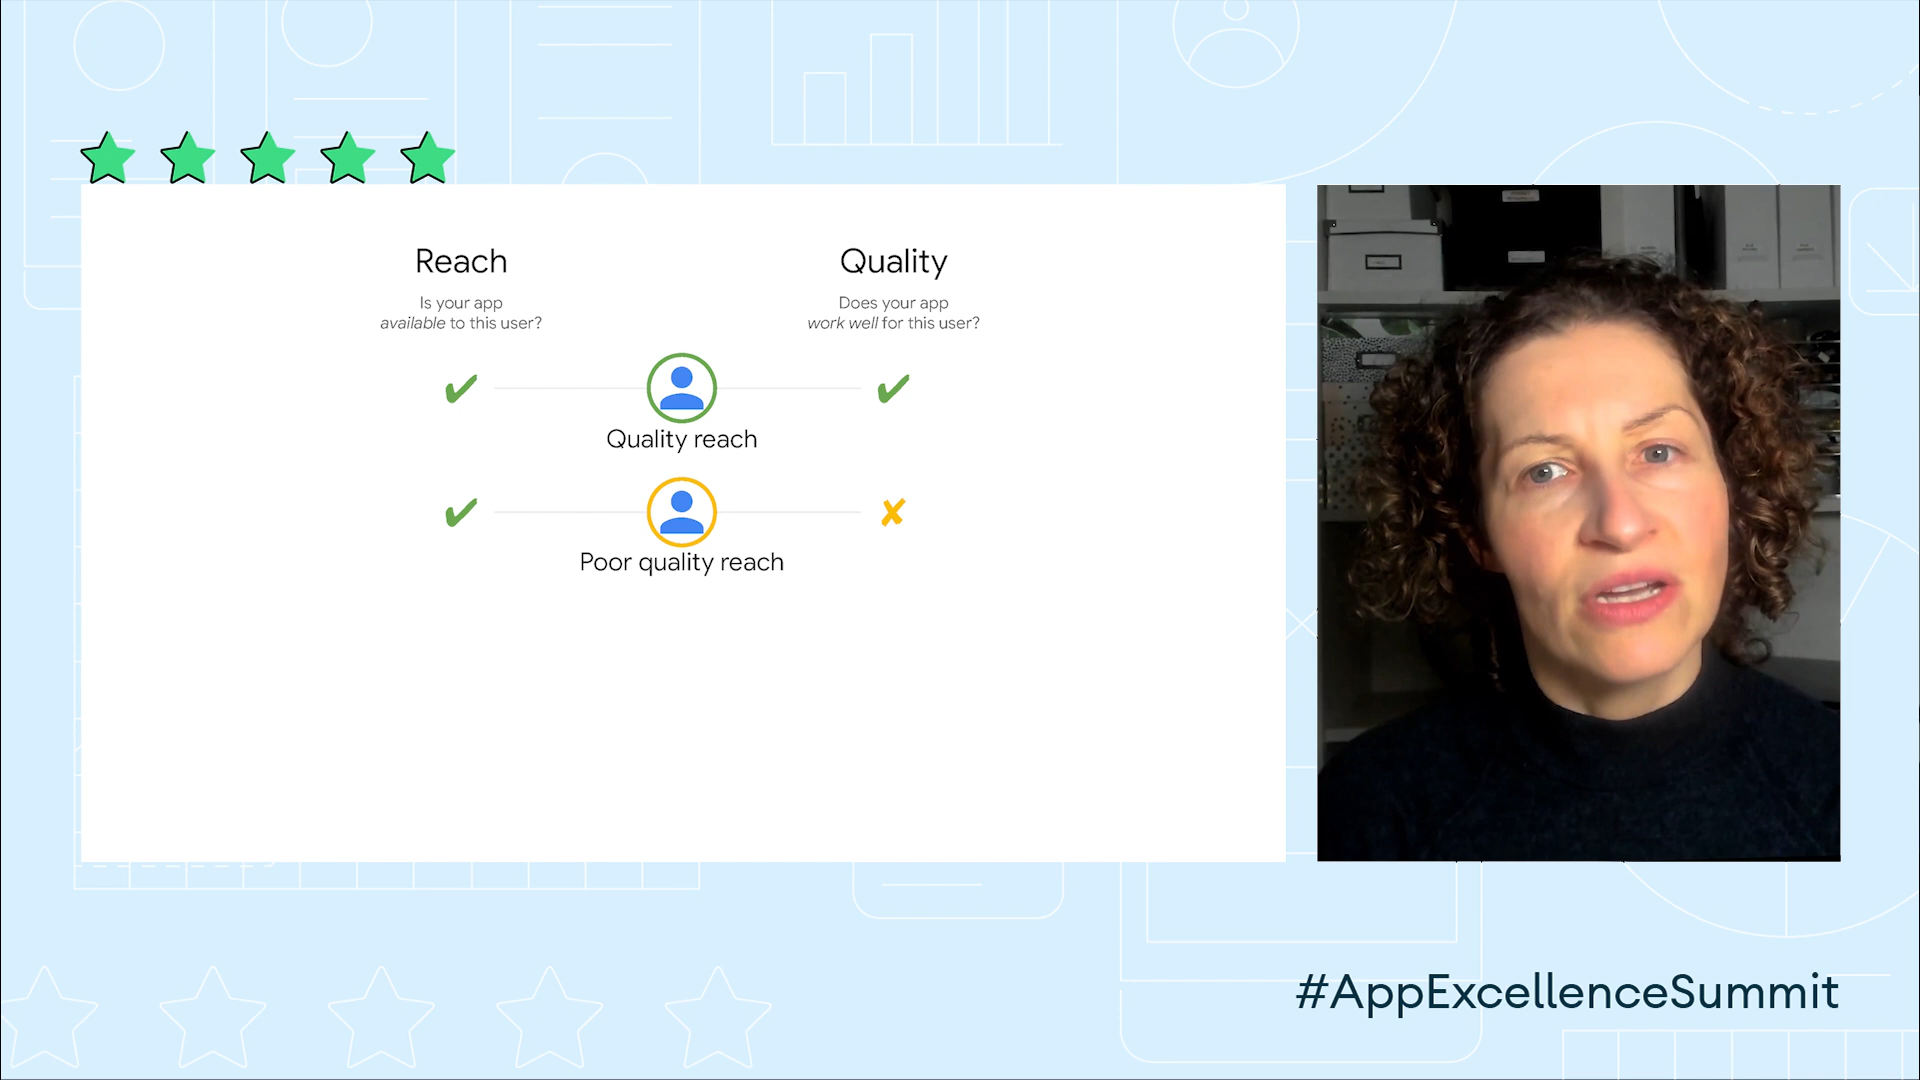 Reach
Quality
Is your app
available to this user?
Does your app
work well for this user?
Quality reach
Poor quality reach
#AppExcellenceSummit